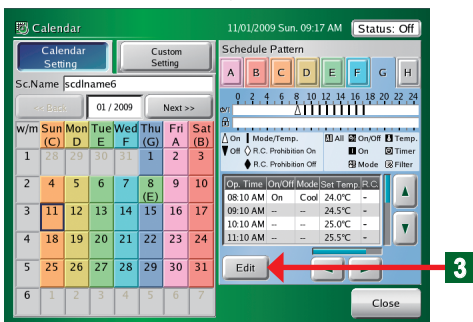 Calendar 11/01/2009 Sun. 09:17 AM Status: Off
Calendar Setting
Custom Setting
Sc.Name scdlname6
<< Back 01 / 2009 Next >>
w/m Sun (C) Mon D Tue E Wed F Thu (G) Fri A Sat (B)
1 28 29 30 31 1 2 3
2 4 5 6 7 8 (E) 9 10
3 11 12 13 14 15 16 17
4 18 19 20 21 22 23 24
5 25 26 27 28 29 30 31
6 1 2 3 4 5 6 7
Schedule Pattern
A B C D E F G H
0 2 4 6 8 10 12 14 16 18 20 22 24
On Mode/Temp. All On/Off Temp.
Off R.C. Prohibition On On Timer
R.C. Prohibition Off Mode Filter
Op. Time On/Off Mode Set Temp. R.C.
08:10 AM On Cool 24.0°C -
09:10 AM -- -- 24.5°C -
10:10 AM -- -- 25.0°C -
11:10 AM -- -- 25.5°C -
Edit
3
Close